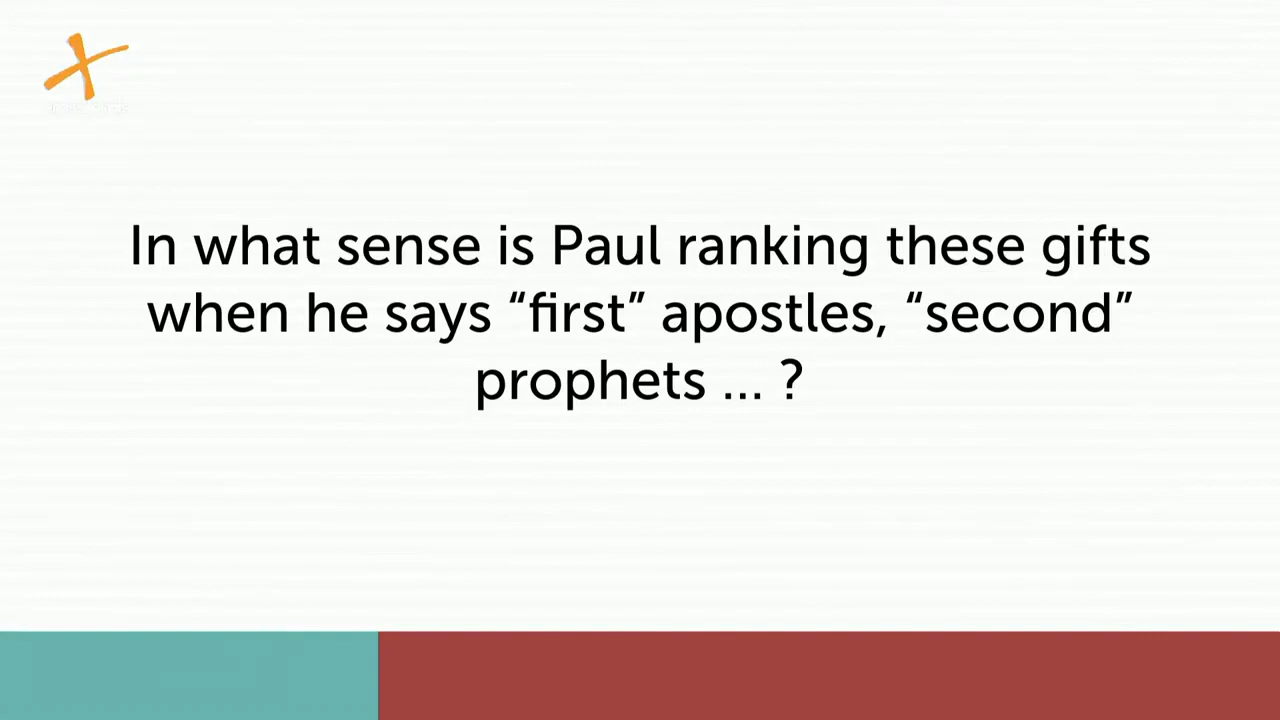 In what sense is Paul ranking these gifts
when he says “first” apostles, “second”
prophets ... ?